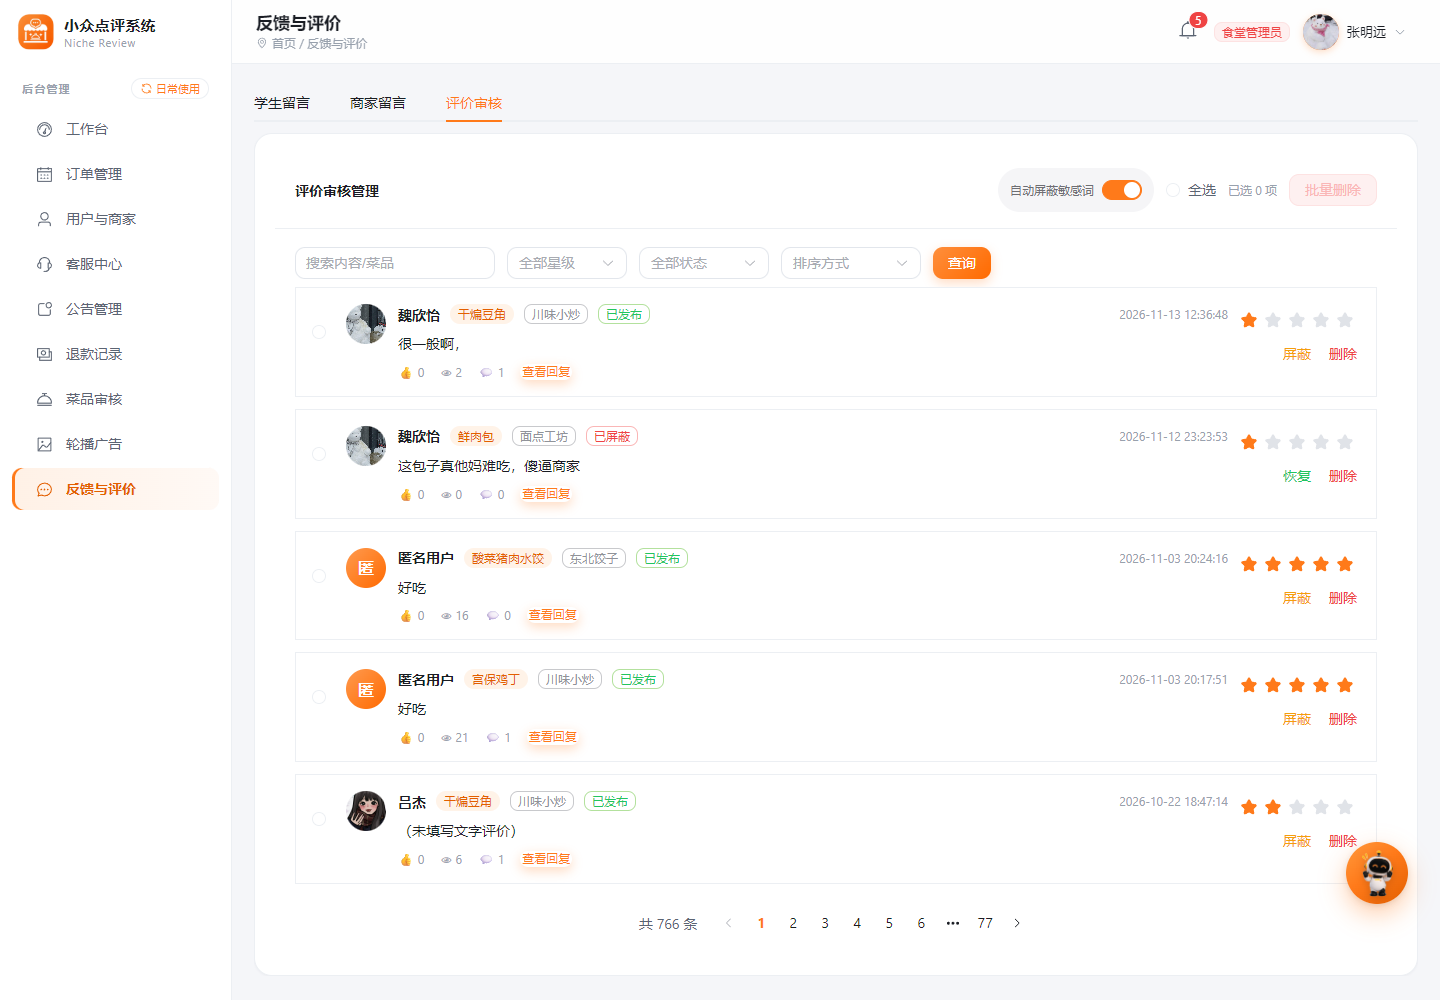 小众点评系统
Niche Review
后台管理
日常使用
工作台
订单管理
用户与商家
客服中心
公告管理
退款记录
菜品审核
轮播广告
反馈与评价
反馈与评价
首页 / 反馈与评价
5
食堂管理员
张明远
学生留言
商家留言
评价审核
评价审核管理
自动屏蔽敏感词
全选
已选 0 项
批量删除
搜索内容/菜品
全部星级
全部状态
排序方式
查询
魏欣怡 干煸豆角 川味小炒 已发布 2026-11-13 12:36:48
很一般啊，
屏蔽 删除
0 2 1 查看回复
魏欣怡 鲜肉包 面点工坊 已屏蔽 2026-11-12 23:23:53
这包子真他妈难吃，傻逼商家
恢复 删除
0 0 0 查看回复
匿 匿名用户 酸菜猪肉水饺 东北饺子 已发布 2026-11-03 20:24:16
好吃
屏蔽 删除
0 16 0 查看回复
匿 匿名用户 宫保鸡丁 川味小炒 已发布 2026-11-03 20:17:51
好吃
屏蔽 删除
0 21 1 查看回复
吕杰 干煸豆角 川味小炒 已发布 2026-10-22 18:47:14
（未填写文字评价）
屏蔽 删除
0 6 1 查看回复
共 766 条 1 2 3 4 5 6 ••• 77